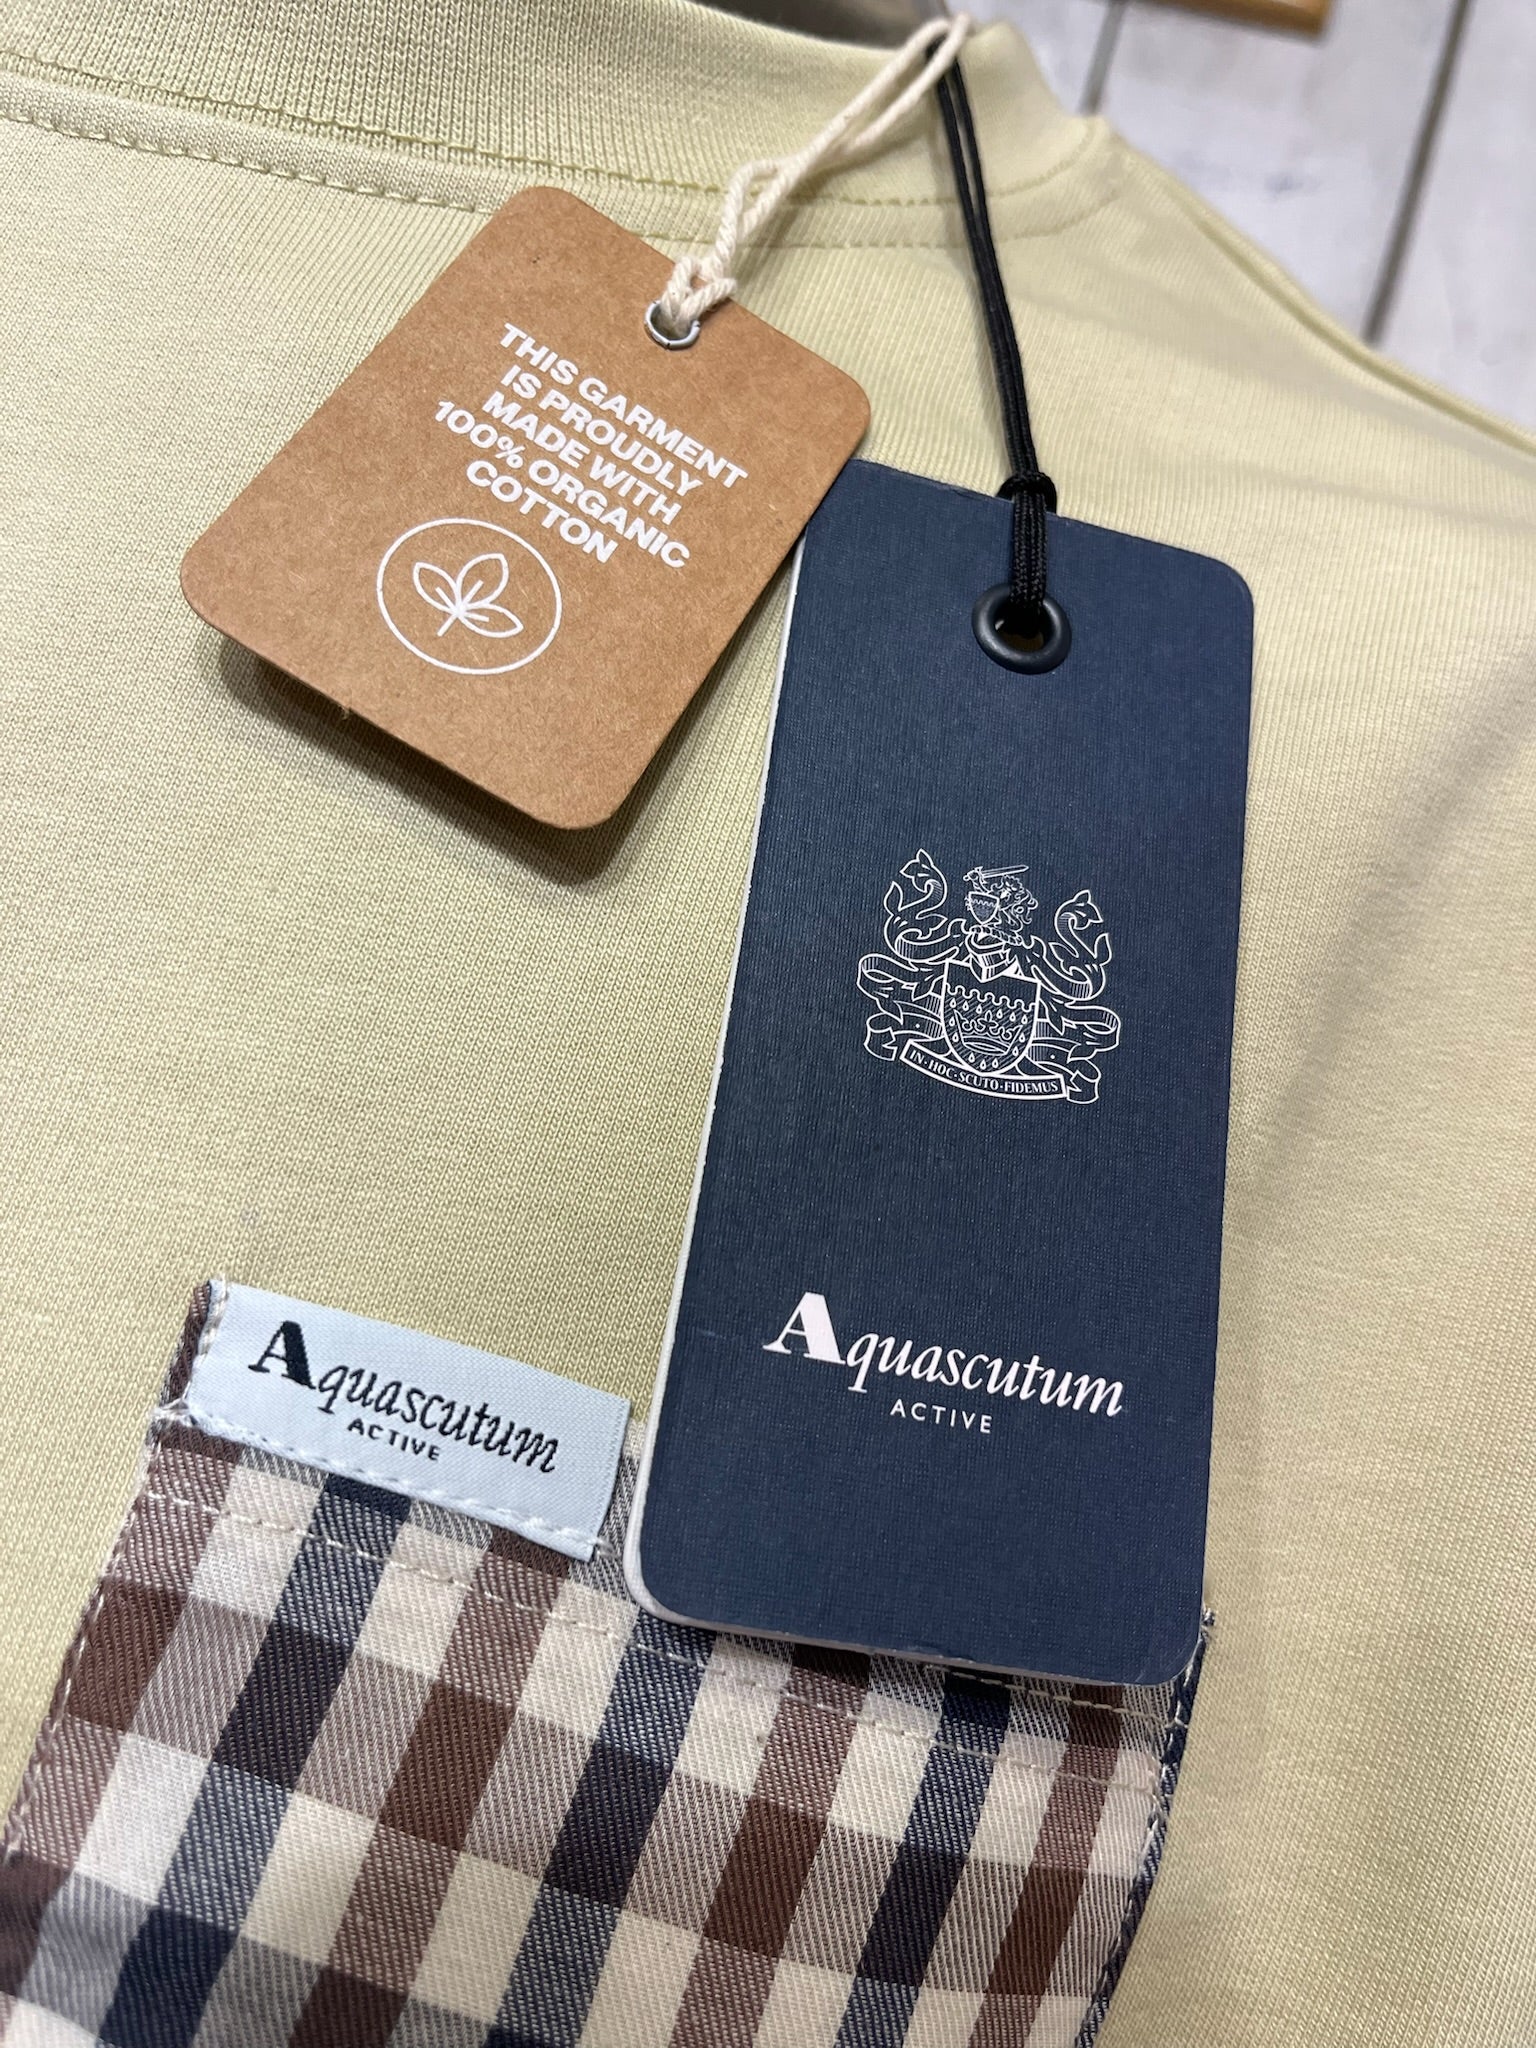 THIS GARMENT
IS PROUDLY
MADE WITH
100% ORGANIC
COTTON
IN·HOC·SCUTO·FIDEMUS
Aquascutum
ACTIVE
Aquascutum
ACTIVE